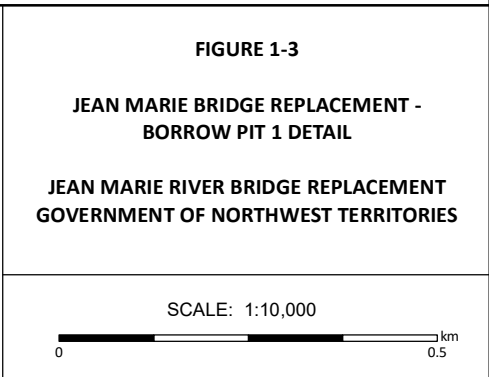 FIGURE 1-3
JEAN MARIE BRIDGE REPLACEMENT -
BORROW PIT 1 DETAIL
JEAN MARIE RIVER BRIDGE REPLACEMENT
GOVERNMENT OF NORTHWEST TERRITORIES
SCALE: 1:10,000
km
0 0.5